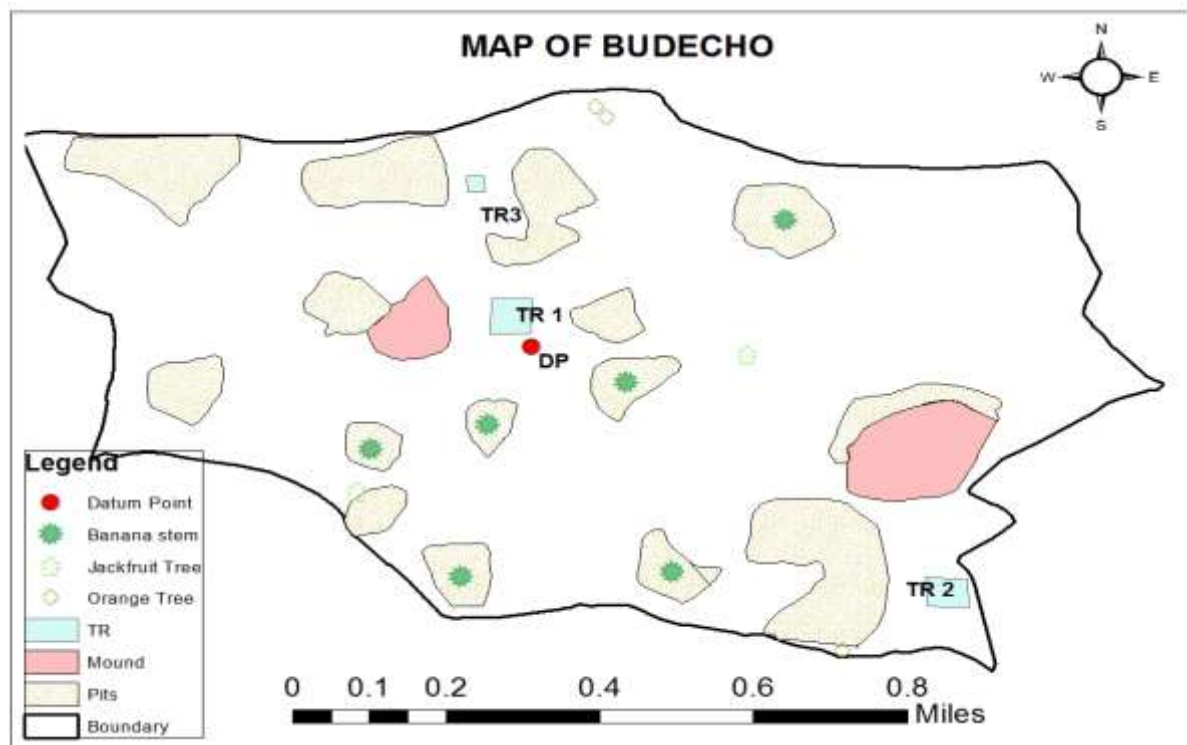 MAP OF BUDECHO
N
W E
S
TR3
TR 1
DP
TR 2
Legend
Datum Point
Banana stem
Jackfruit Tree
Orange Tree
TR
Mound
Pits
Boundary
0 0.1 0.2 0.4 0.6 0.8
Miles